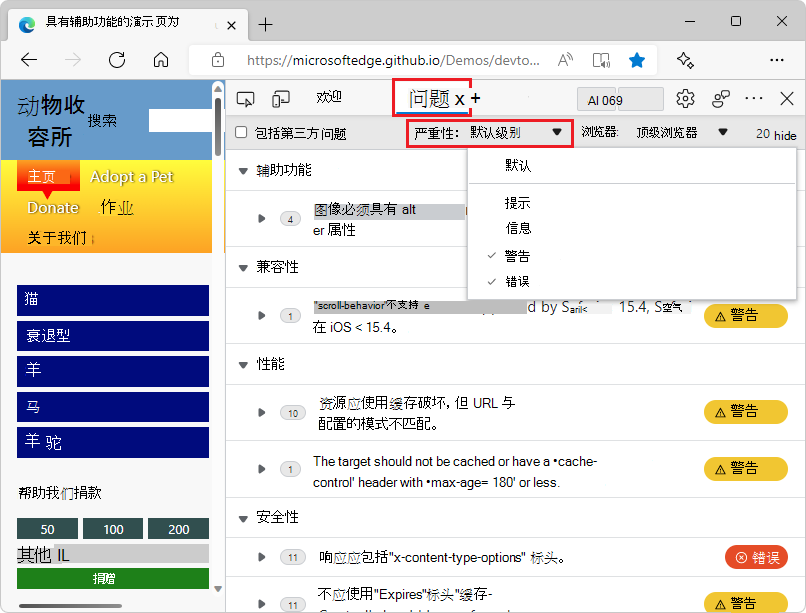 具有辅助功能的演示页为
https://microsoftedge.github.io/Demos/devto...
动物收
容所
搜索
主页
Adopt a Pet
Donate
作业
关于我们
猫
衰退型
羊
马
羊 驼
帮助我们捐款
50
100
200
其他 IL
捐赠
欢迎
问题 x +
AI 069
包括第三方问题
严重性: 默认级别
浏览器:
顶级浏览器
20 hide
默认
提示
信息
警告
错误
辅助功能
4
图像必须具有 alt
er 属性
兼容性
1
"scroll-behavior'不支持 e
d by
15.4, S空气
在 iOS < 15.4。
警告
性能
10
资源应使用缓存破坏, 但 URL 与
配置的模式不匹配。
警告
1
The target should not be cached or have a •cache-
control' header with •max-age= 180' or less.
警告
安全性
11
响应应包括"x-content-type-options" 标头。
错误
11
不应使用"Expires"标头"缓存-
警告